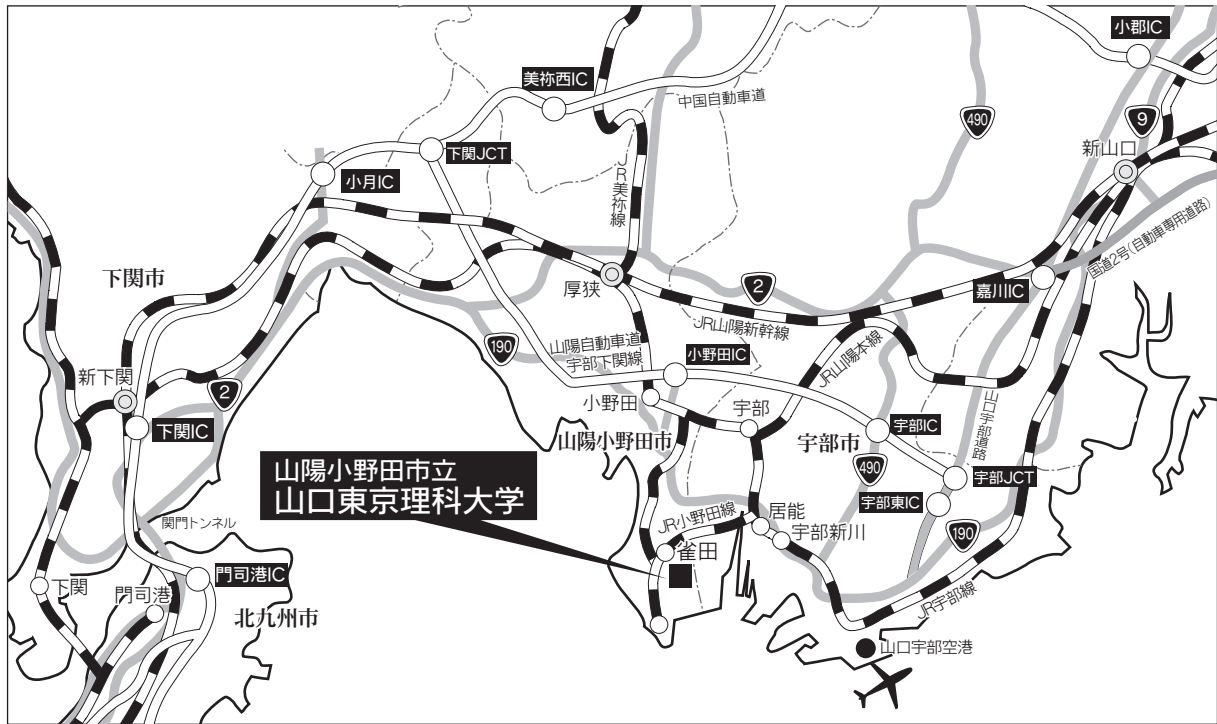 小郡IC
美祢西IC
中国自動車道
490
9
新山口
下関JCT
小月IC
JR美祢線
国道2号(自動車専用道路)
下関市
厚狭
2
嘉川IC
JR山陽新幹線
190
山陽自動車道
宇部下関線
小野田IC
JR山陽本線
新下関
2
小野田
宇部
山口宇部道路
下関IC
山陽小野田市
宇部市
宇部IC
山陽小野田市立
山口東京理科大学
490
宇部JCT
宇部東IC
関門トンネル
JR小野田線
居能
宇部新川
190
雀田
下関
門司港
門司港IC
北九州市
JR宇部線
山口宇部空港